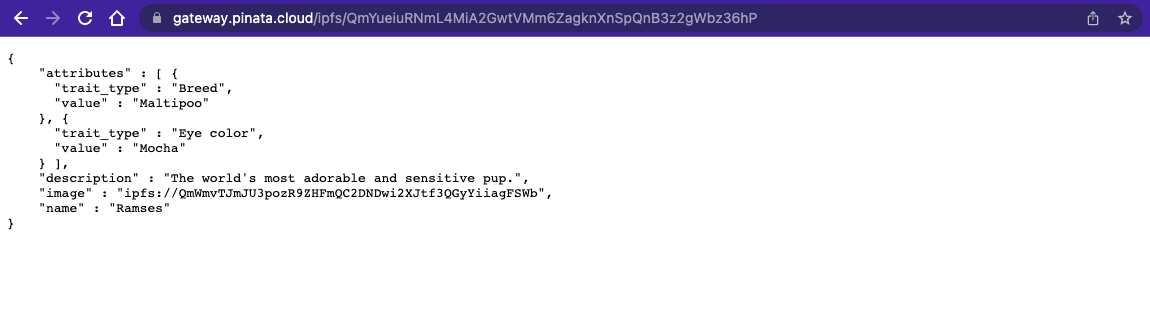 gateway.pinata.cloud/ipfs/QmYueiuRNmL4MiA2GwtVMm6ZagknXnSpQnB3z2gWbz36hP
{
"attributes" : [ {
"trait_type" : "Breed",
"value" : "Maltipoo"
}, {
"trait_type" : "Eye color",
"value" : "Mocha"
} ],
"description" : "The world's most adorable and sensitive pup.",
"image" : "ipfs://QmWmvTJmJU3pozR9ZHFmQC2DNDwi2XJtf3QGyYiiagFSWb",
"name" : "Ramses"
}